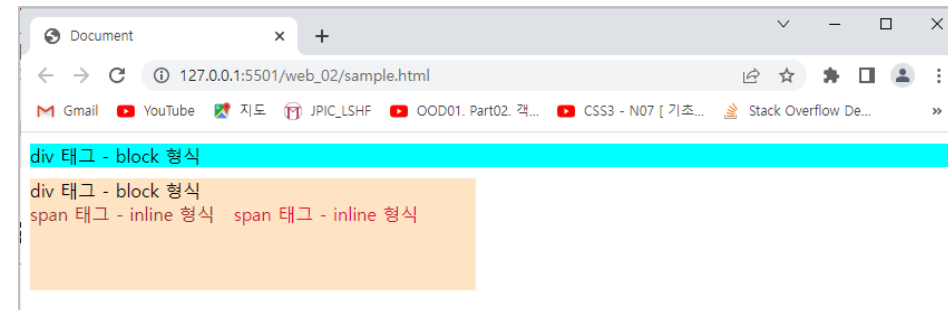 Document
127.0.0.1:5501/web_02/sample.html
Gmail YouTube 지도 JPIC_LSHF OOD01. Part02. 객... CSS3 - N07 [ 기초... Stack Overflow De... »
div 태그 - block 형식
div 태그 - block 형식
span 태그 - inline 형식 span 태그 - inline 형식